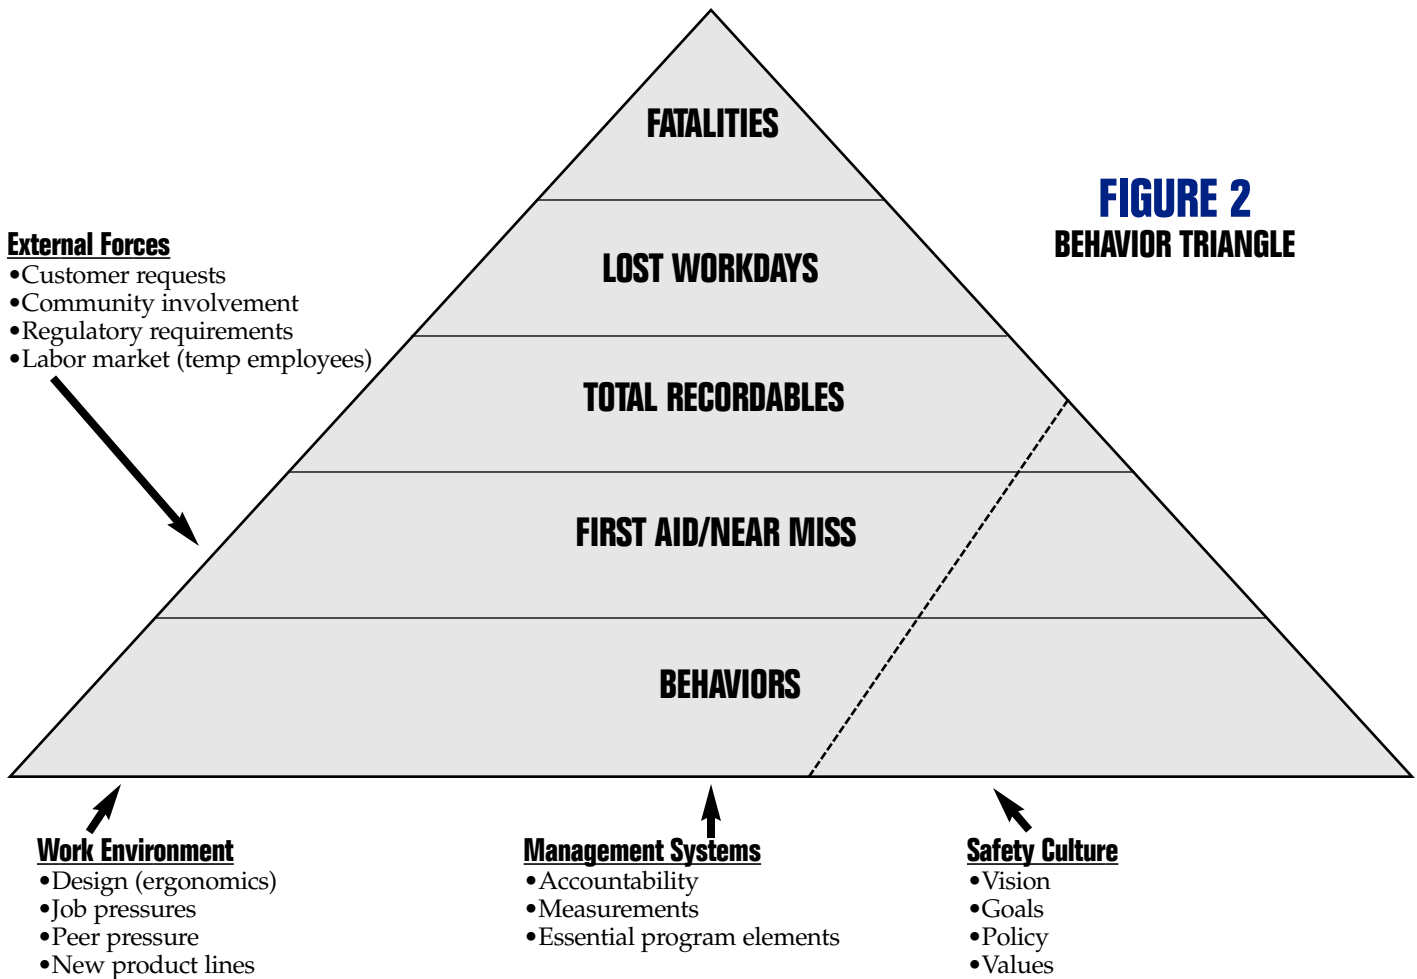 FATALITIES
FIGURE 2
BEHAVIOR TRIANGLE
External Forces
•Customer requests
•Community involvement
•Regulatory requirements
•Labor market (temp employees)
LOST WORKDAYS
TOTAL RECORDABLES
FIRST AID/NEAR MISS
BEHAVIORS
Work Environment
•Design (ergonomics)
•Job pressures
•Peer pressure
•New product lines
Management Systems
•Accountability
•Measurements
•Essential program elements
Safety Culture
•Vision
•Goals
•Policy
•Values